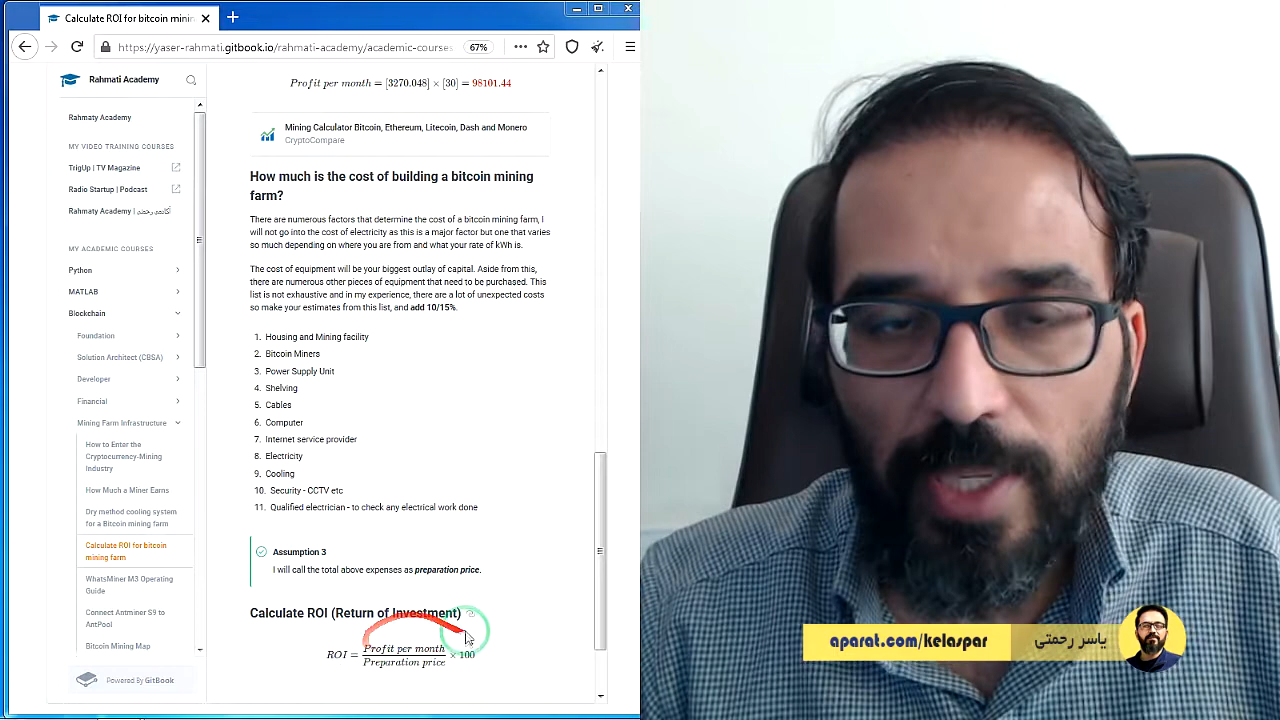 Calculate ROI for bitcoin minin
https://yaser-rahmati.gitbook.io/rahmati-academy/academic-courses
67%
Rahmati Academy
Rahmaty Academy
MY VIDEO TRAINING COURSES
TrigUp | TV Magazine
Radio Startup | Podcast
Rahmaty Academy | آکادمی رحمتی
MY ACADEMIC COURSES
Python
MATLAB
Blockchain
Foundation
Solution Architect (CBSA)
Developer
Financial
Mining Farm Infrastructure
How to Enter the
Cryptocurrency-Mining
Industry
How Much a Miner Earns
Dry method cooling system
for a Bitcoin mining farm
Calculate ROI for bitcoin
mining farm
WhatsMiner M3 Operating
Guide
Connect Antminer S9 to
AntPool
Bitcoin Mining Map
Powered By GitBook
Profit per month = [3270.048] × [30] = 98101.44
Mining Calculator Bitcoin, Ethereum, Litecoin, Dash and Monero
CryptoCompare
How much is the cost of building a bitcoin mining
farm?
There are numerous factors that determine the cost of a bitcoin mining farm, I
will not go into the cost of electricity as this is a major factor but one that varies
so much depending on where you are from and what your rate of kWh is.
The cost of equipment will be your biggest outlay of capital. Aside from this,
there are numerous other pieces of equipment that need to be purchased. This
list is not exhaustive and in my experience, there are a lot of unexpected costs
so make your estimates from this list, and add 10/15%.
1. Housing and Mining facility
2. Bitcoin Miners
3. Power Supply Unit
4. Shelving
5. Cables
6. Computer
7. Internet service provider
8. Electricity
9. Cooling
10. Security - CCTV etc
11. Qualified electrician - to check any electrical work done
Assumption 3
I will call the total above expenses as preparation price.
Calculate ROI (Return of Investment)
ROI = Profit per month / Preparation price × 100
aparat.com/kelaspar
یاسر رحمتی